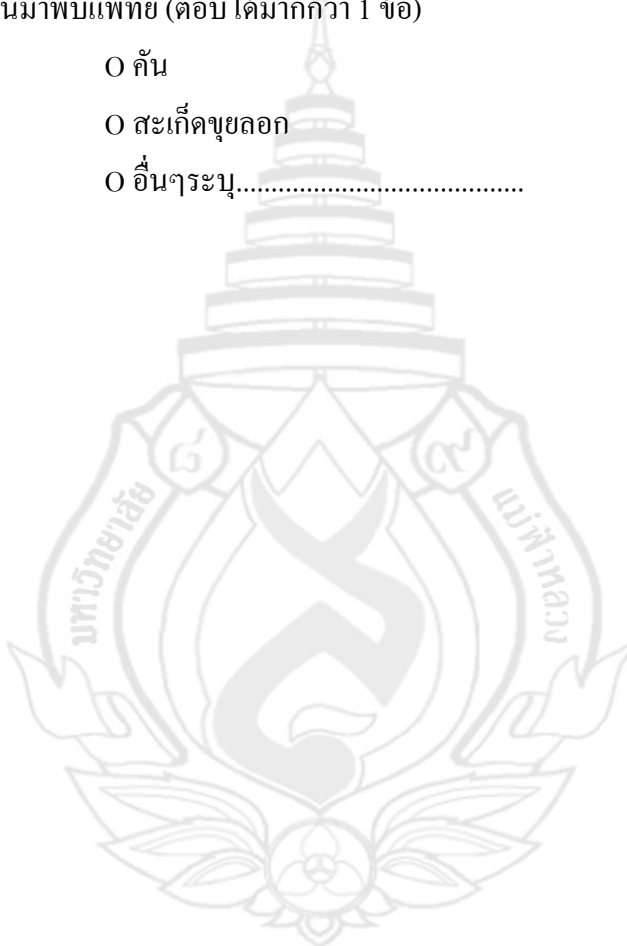 นมาพบแพทย์ (ตอบได้มากกว่า 1 ข้อ)
O คัน
O สะเก็ดขุยลอก
O อื่นๆระบุ.........................................
๘ ๙
มหาวิทยาลัย แม่ฟ้าหลวง